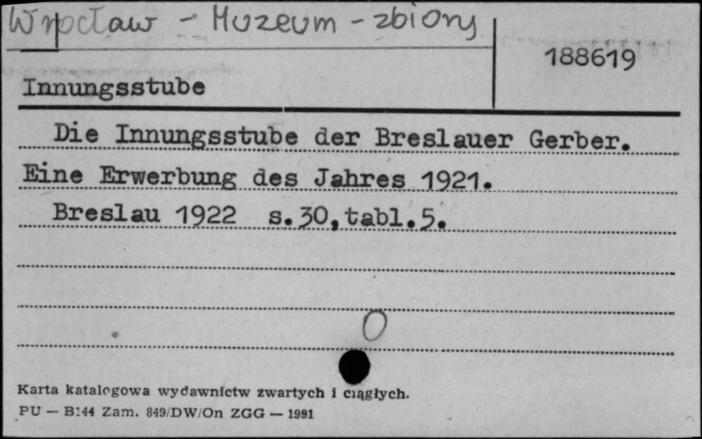 Wrocław - Muzeum - zbiory
188619
Innungsstube
Die Innungsstube der Breslauer Gerber.
Eine Erwerbung des Jahres 1921.
Breslau 1922 s.30,tabl.5.
0
Karta katalogowa wydawnictw zwartych i ciągłych.
PU — B144 Zam. 849/DW/On ZGG — 1991